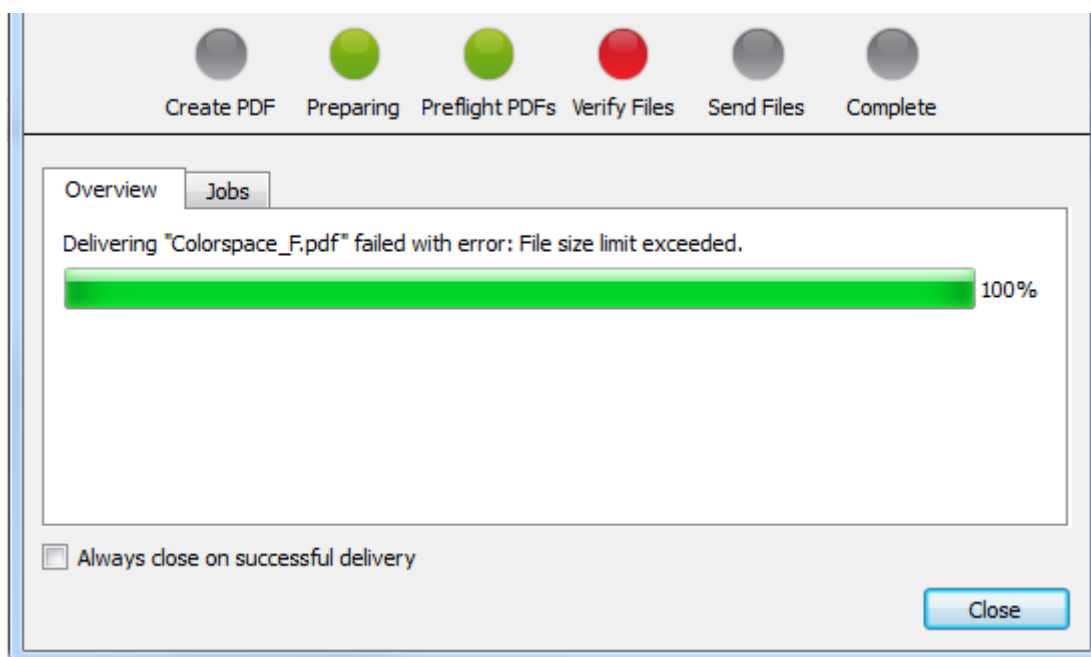 Create PDF Preparing Preflight PDFs Verify Files Send Files Complete
Overview Jobs
Delivering "Colorspace_F.pdf" failed with error: File size limit exceeded.
100%
Always close on successful delivery
Close